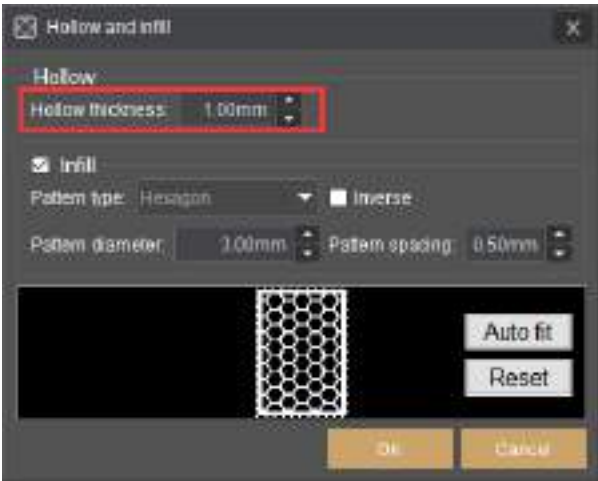 Hollow and infill
Hollow
Hollow thickness: 1.00mm
Infill
Pattern type: Hexagon Inverse
Pattern diameter: 3.00mm Pattern spacing: 0.50mm
Auto fit
Reset
OK Cancel